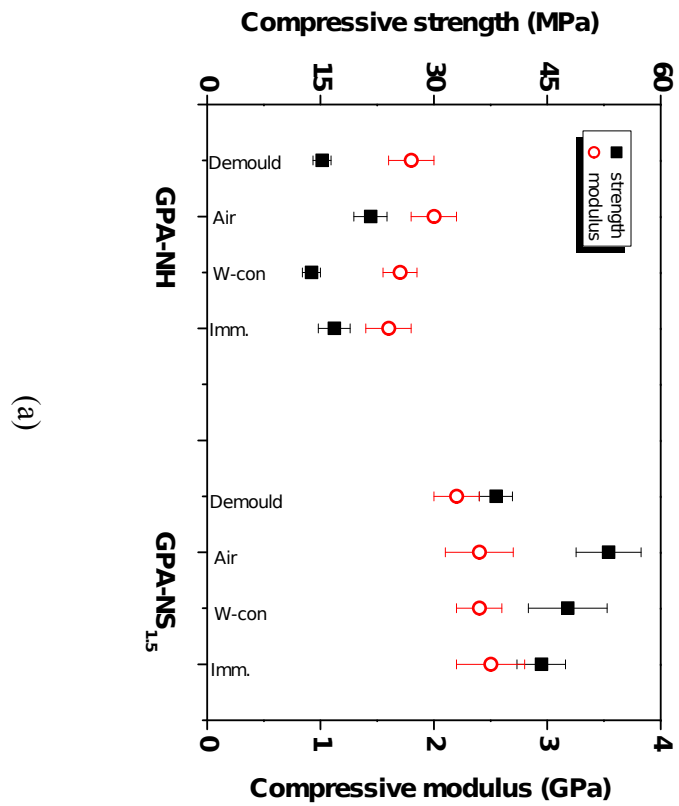 Compressive strength (MPa)
0 15 30 45 60
strength
modulus
Demould
Air
W-con
Imm.
GPA-NH
Demould
Air
W-con
Imm.
GPA-NS1.5
0 1 2 3 4
Compressive modulus (GPa)
(a)